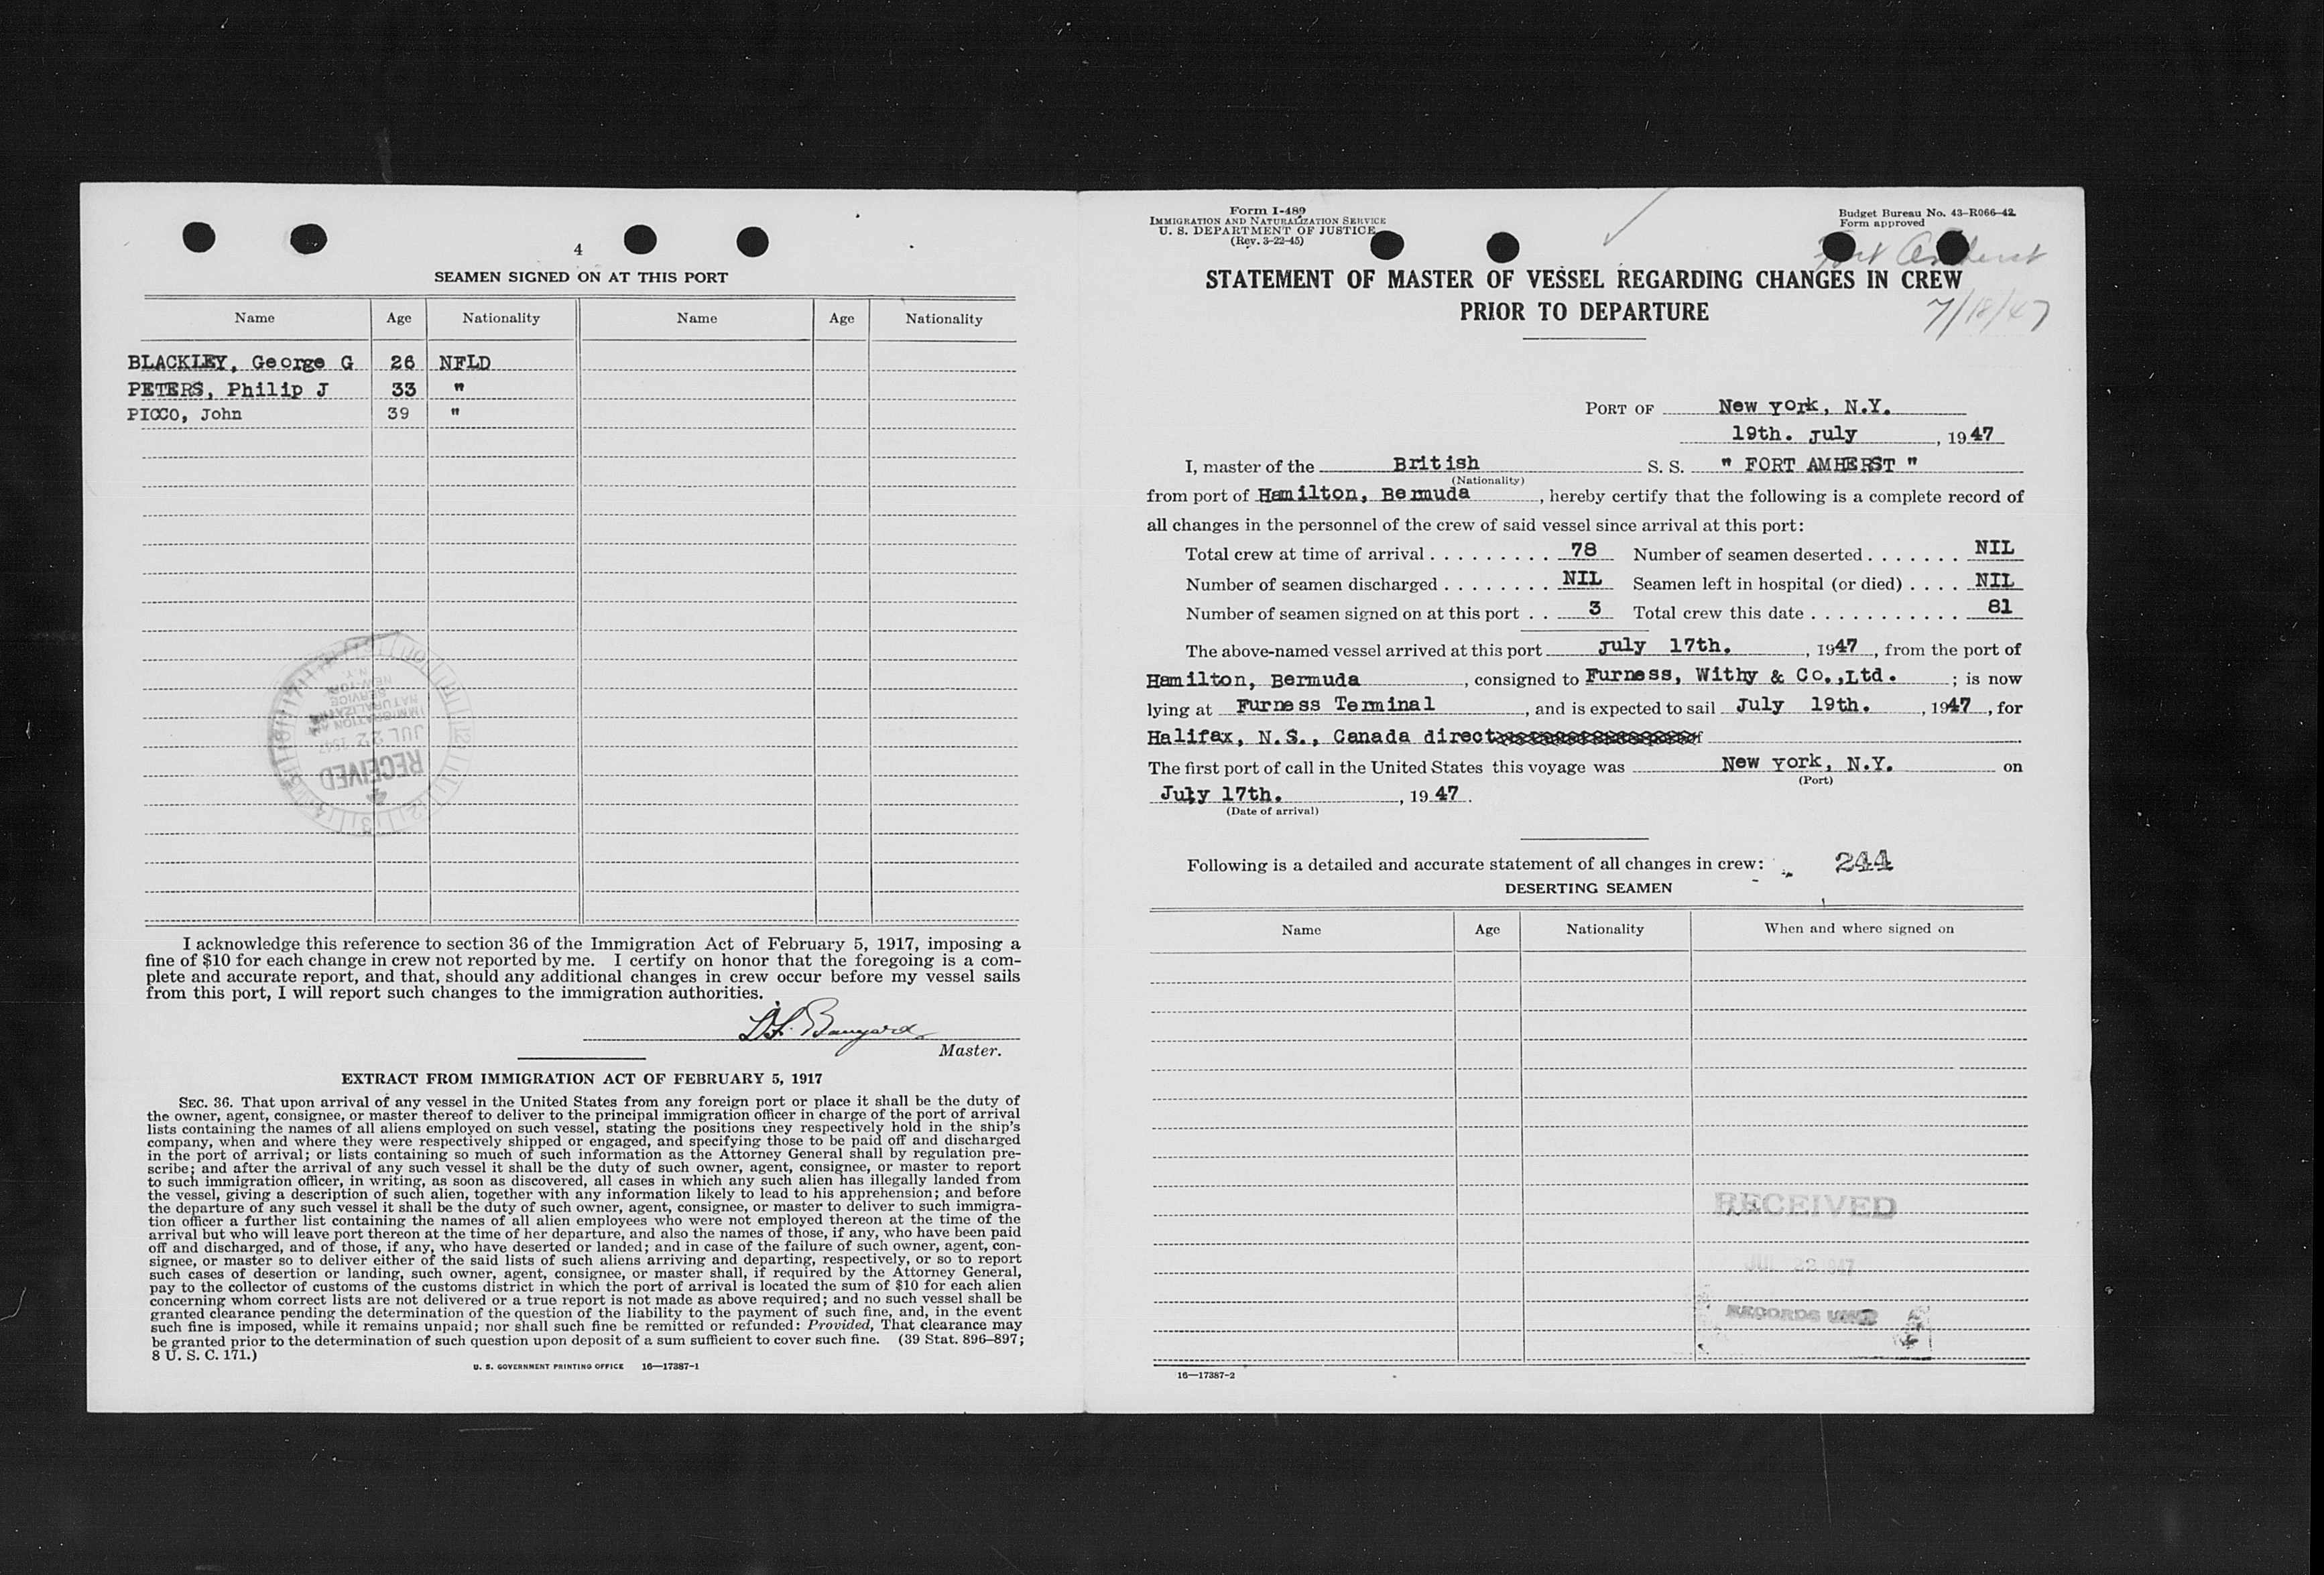 4
SEAMEN SIGNED ON AT THIS PORT
Name Age Nationality Name Age Nationality
BLACKLEY, George G 26 NFLD
PETERS, Philip J 33 "
PICCO, John 39 "
RECEIVED
JUL 22 1947
IMMIGRATION
NATURALIZATION
SERVICE
NEW YORK
N.Y.
I acknowledge this reference to section 36 of the Immigration Act of February 5, 1917, imposing a
fine of $10 for each change in crew not reported by me. I certify on honor that the foregoing is a com-
plete and accurate report, and that, should any additional changes in crew occur before my vessel sails
from this port, I will report such changes to the immigration authorities.
Master.
EXTRACT FROM IMMIGRATION ACT OF FEBRUARY 5, 1917
SEC. 36. That upon arrival of any vessel in the United States from any foreign port or place it shall be the duty of
the owner, agent, consignee, or master thereof to deliver to the principal immigration officer in charge of the port of arrival
lists containing the names of all aliens employed on such vessel, stating the positions they respectively hold in the ship's
company, when and where they were respectively shipped or engaged, and specifying those to be paid off and discharged
in the port of arrival; or lists containing so much of such information as the Attorney General shall by regulation pre-
scribe; and after the arrival of any such vessel it shall be the duty of such owner, agent, consignee, or master to report
to such immigration officer, in writing, as soon as discovered, all cases in which any such alien has illegally landed from
the vessel, giving a description of such alien, together with any information likely to lead to his apprehension; and before
the departure of any such vessel it shall be the duty of such owner, agent, consignee, or master to deliver to such immigra-
tion officer a further list containing the names of all alien employees who were not employed thereon at the time of the
arrival but who will leave port thereon at the time of her departure, and also the names of those, if any, who have been paid
off and discharged, and of those, if any, who have deserted or landed; and in case of the failure of such owner, agent, con-
signee, or master so to deliver either of the said lists of such aliens arriving and departing, respectively, or so to report
such cases of desertion or landing, such owner, agent, consignee, or master shall, if required by the Attorney General,
pay to the collector of customs of the customs district in which the port of arrival is located the sum of $10 for each alien
concerning whom correct lists are not delivered or a true report is not made as above required; and no such vessel shall be
granted clearance pending the determination of the question of the liability to the payment of such fine, and, in the event
such fine is imposed, while it remains unpaid; nor shall such fine be remitted or refunded: Provided, That clearance may
be granted prior to the determination of such question upon deposit of a sum sufficient to cover such fine. (39 Stat. 896–897;
8 U. S. C. 171.)
U. S. GOVERNMENT PRINTING OFFICE 16—17387-1
Form I-489
IMMIGRATION AND NATURALIZATION SERVICE
U. S. DEPARTMENT OF JUSTICE
(Rev. 3-22-45)
Budget Bureau No. 43-R066-42
Form approved
Fort Amherst
STATEMENT OF MASTER OF VESSEL REGARDING CHANGES IN CREW
PRIOR TO DEPARTURE
7/18/47
PORT OF New York, N.Y.
19th. July, 1947
I, master of the British S. S. " FORT AMHERST "
(Nationality)
from port of Hamilton, Bermuda, hereby certify that the following is a complete record of
all changes in the personnel of the crew of said vessel since arrival at this port:
Total crew at time of arrival . . . . . . . . . . 78 Number of seamen deserted . . . . . . . NIL
Number of seamen discharged . . . . . . . . NIL Seamen left in hospital (or died) . . . . NIL
Number of seamen signed on at this port . . 3 Total crew this date . . . . . . . . . . . . 81
The above-named vessel arrived at this port July 17th., 1947, from the port of
Hamilton, Bermuda, consigned to Furness, Withy & Co.,Ltd. ; is now
lying at Furness Terminal, and is expected to sail July 19th., 1947, for
Halifax, N.S., Canada direct
The first port of call in the United States this voyage was New York, N.Y. on
(Port)
July 17th., 1947.
(Date of arrival)
Following is a detailed and accurate statement of all changes in crew: 244
DESERTING SEAMEN
Name Age Nationality When and where signed on
RECEIVED
RECORDS UNIT
16—17387-2